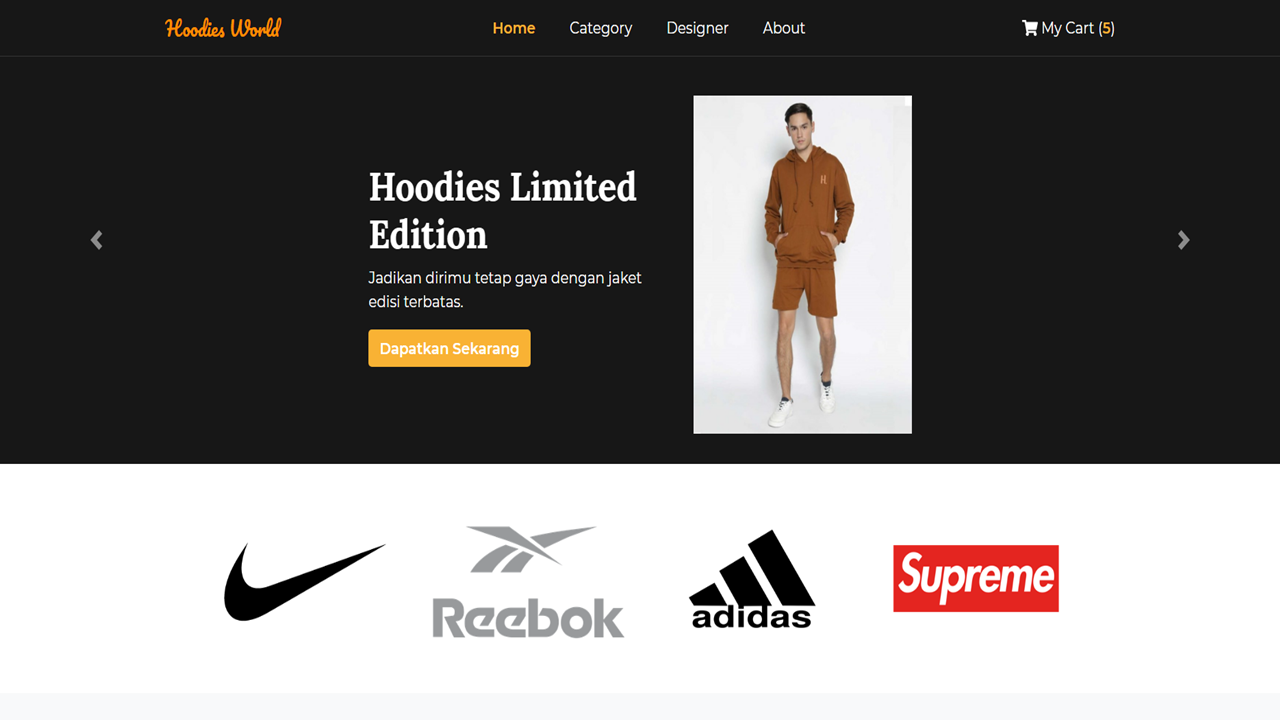 Hoodies World
Home
Category
Designer
About
My Cart (5)
Hoodies Limited
Edition
Jadikan dirimu tetap gaya dengan jaket
edisi terbatas.
Dapatkan Sekarang
H
Reebok
adidas
Supreme